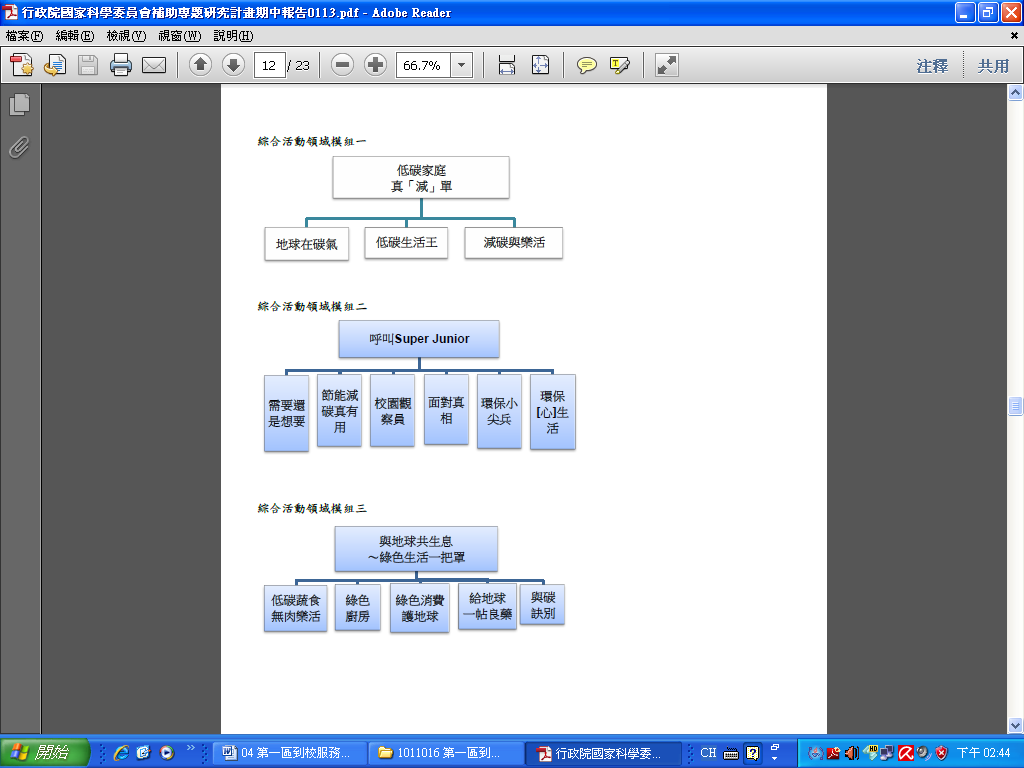 行政院國家科學委員會補助專題研究計畫期中報告0113.pdf - Adobe Reader
檔案(F) 編輯(E) 檢視(V) 視窗(W) 說明(H)
12 / 23 66.7% 注釋 共用
綜合活動領域模組一
低碳家庭
真「減」單
地球在碳氣 低碳生活王 減碳與樂活
綜合活動領域模組二
呼叫Super Junior
需要還
是想要
節能減
碳真有
用
校園觀
察員
面對真
相
環保小
尖兵
環保
[心]生
活
綜合活動領域模組三
與地球共生息
～綠色生活一把罩
低碳蔬食
無肉樂活
綠色
廚房
綠色消費
護地球
給地球
一帖良藥
與碳
訣別
開始 04 第一區到校服務... 1011016 第一區到... 行政院國家科學委... CH 下午 02:44